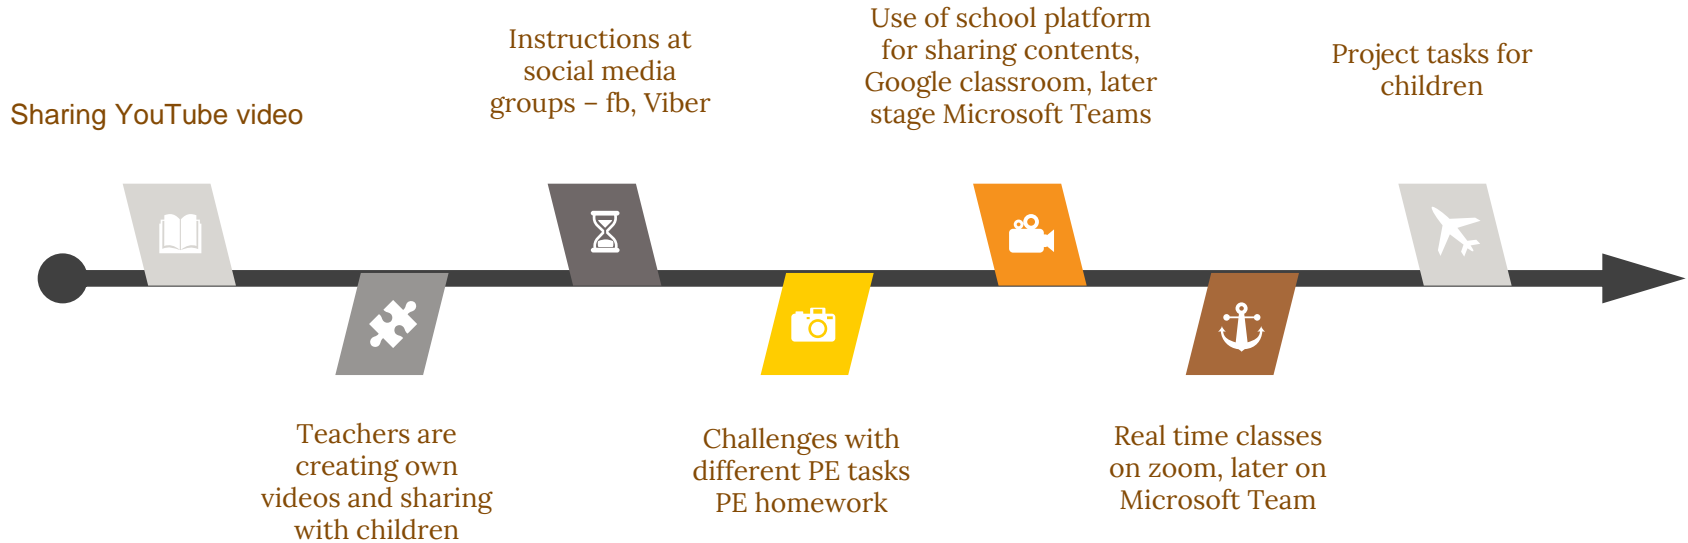 Sharing YouTube video
Teachers are
creating own
videos and sharing
with children
Instructions at
social media
groups – fb, Viber
Challenges with
different PE tasks
PE homework
Use of school platform
for sharing contents,
Google classroom, later
stage Microsoft Teams
Real time classes
on zoom, later on
Microsoft Team
Project tasks for
children